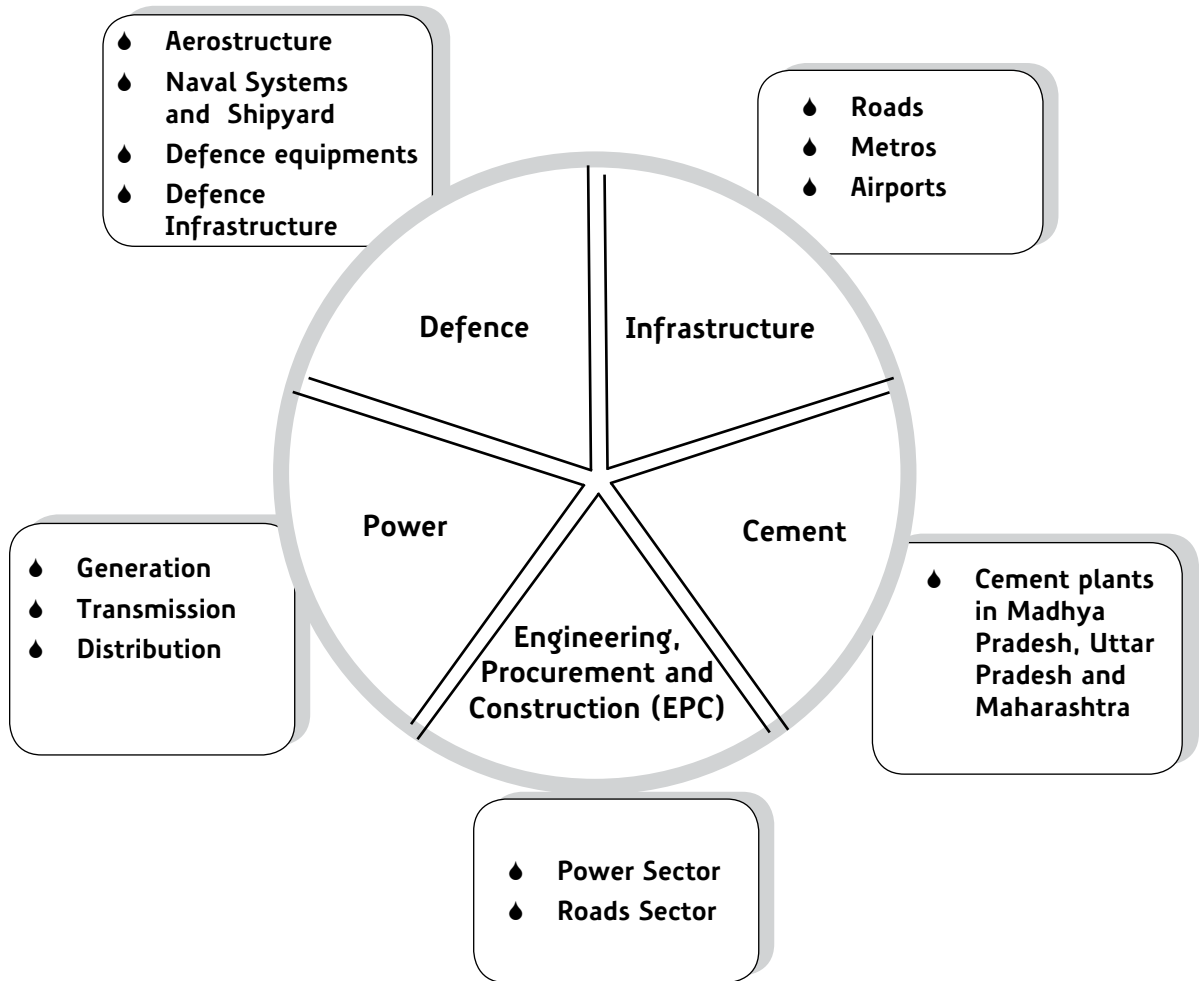 Aerostructure
Naval Systems
and Shipyard
Defence equipments
Defence
Infrastructure
Roads
Metros
Airports
Defence
Infrastructure
Power
Cement
Engineering,
Procurement and
Construction (EPC)
Generation
Transmission
Distribution
Cement plants
in Madhya
Pradesh, Uttar
Pradesh and
Maharashtra
Power Sector
Roads Sector